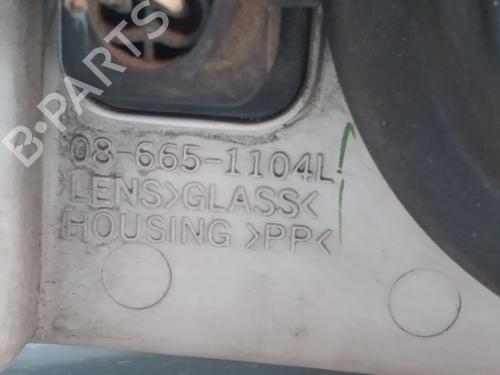 B-PARTS
08-665-1104L
LENS>GLASS<
HOUSING >PP<